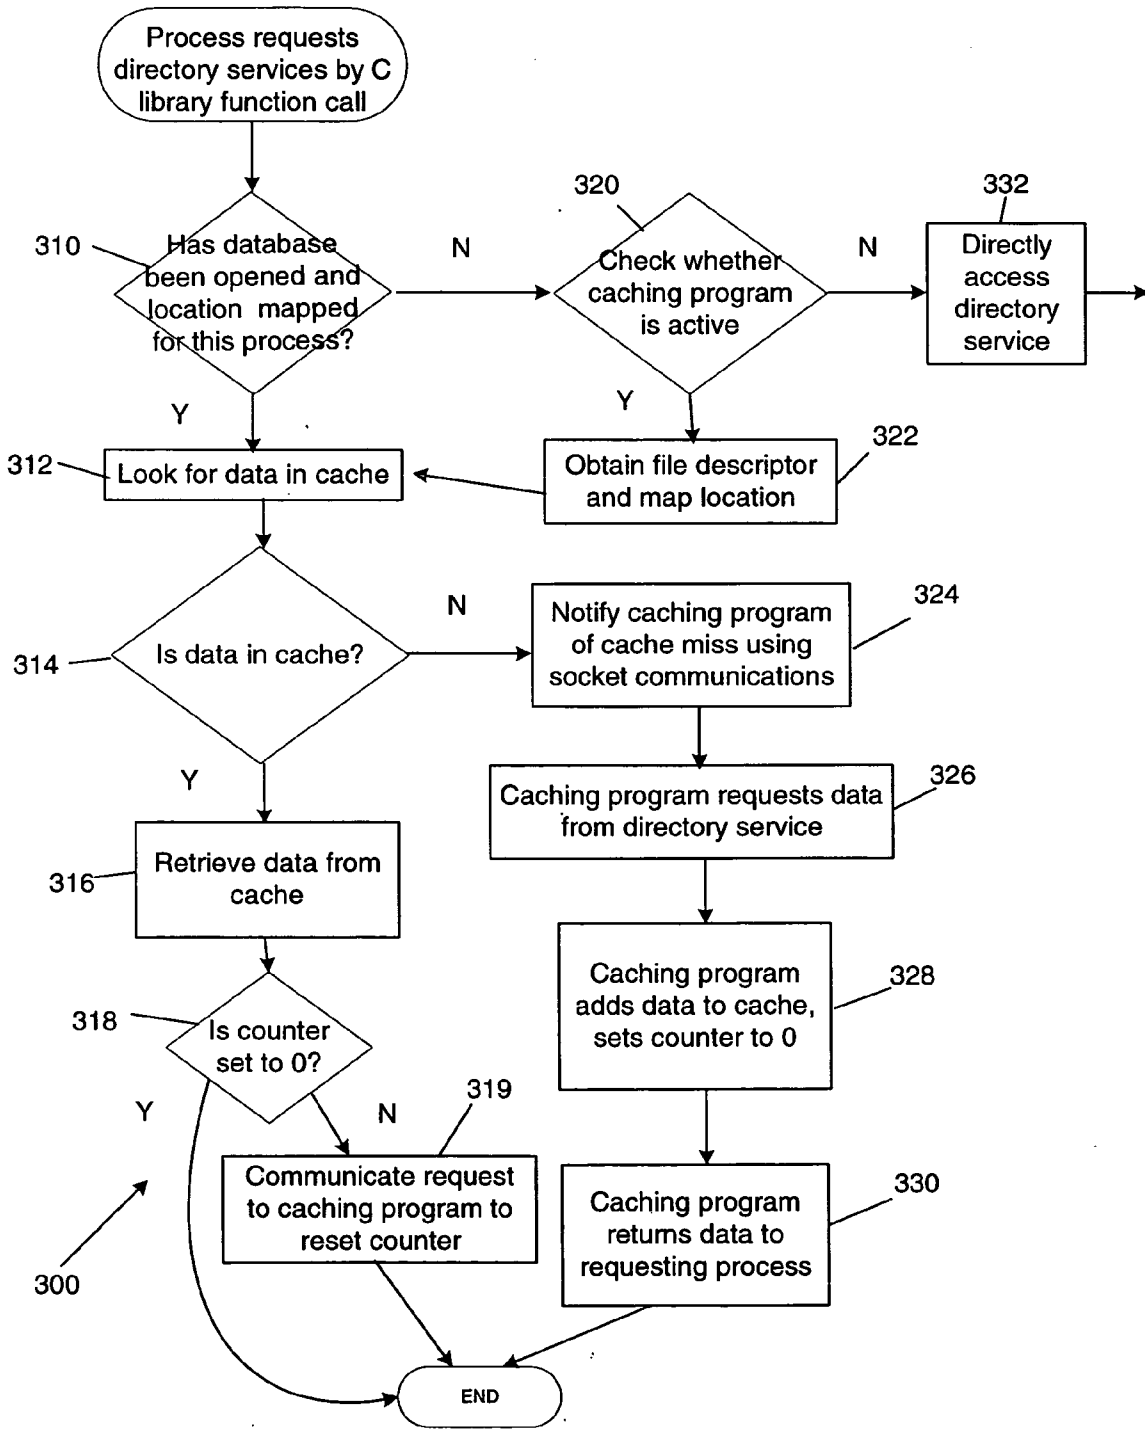 Process requests
directory services by C
library function call
310
Has database
been opened and
location mapped
for this process?
N
320
Check whether
caching program
is active
N
332
Directly
access
directory
service
Y
Y
312
Look for data in cache
322
Obtain file descriptor
and map location
314
Is data in cache?
N
324
Notify caching program
of cache miss using
socket communications
Y
326
Caching program requests data
from directory service
316
Retrieve data from
cache
328
Caching program
adds data to cache,
sets counter to 0
318
Is counter
set to 0?
Y
N
319
Communicate request
to caching program to
reset counter
330
Caching program
returns data to
requesting process
300
END